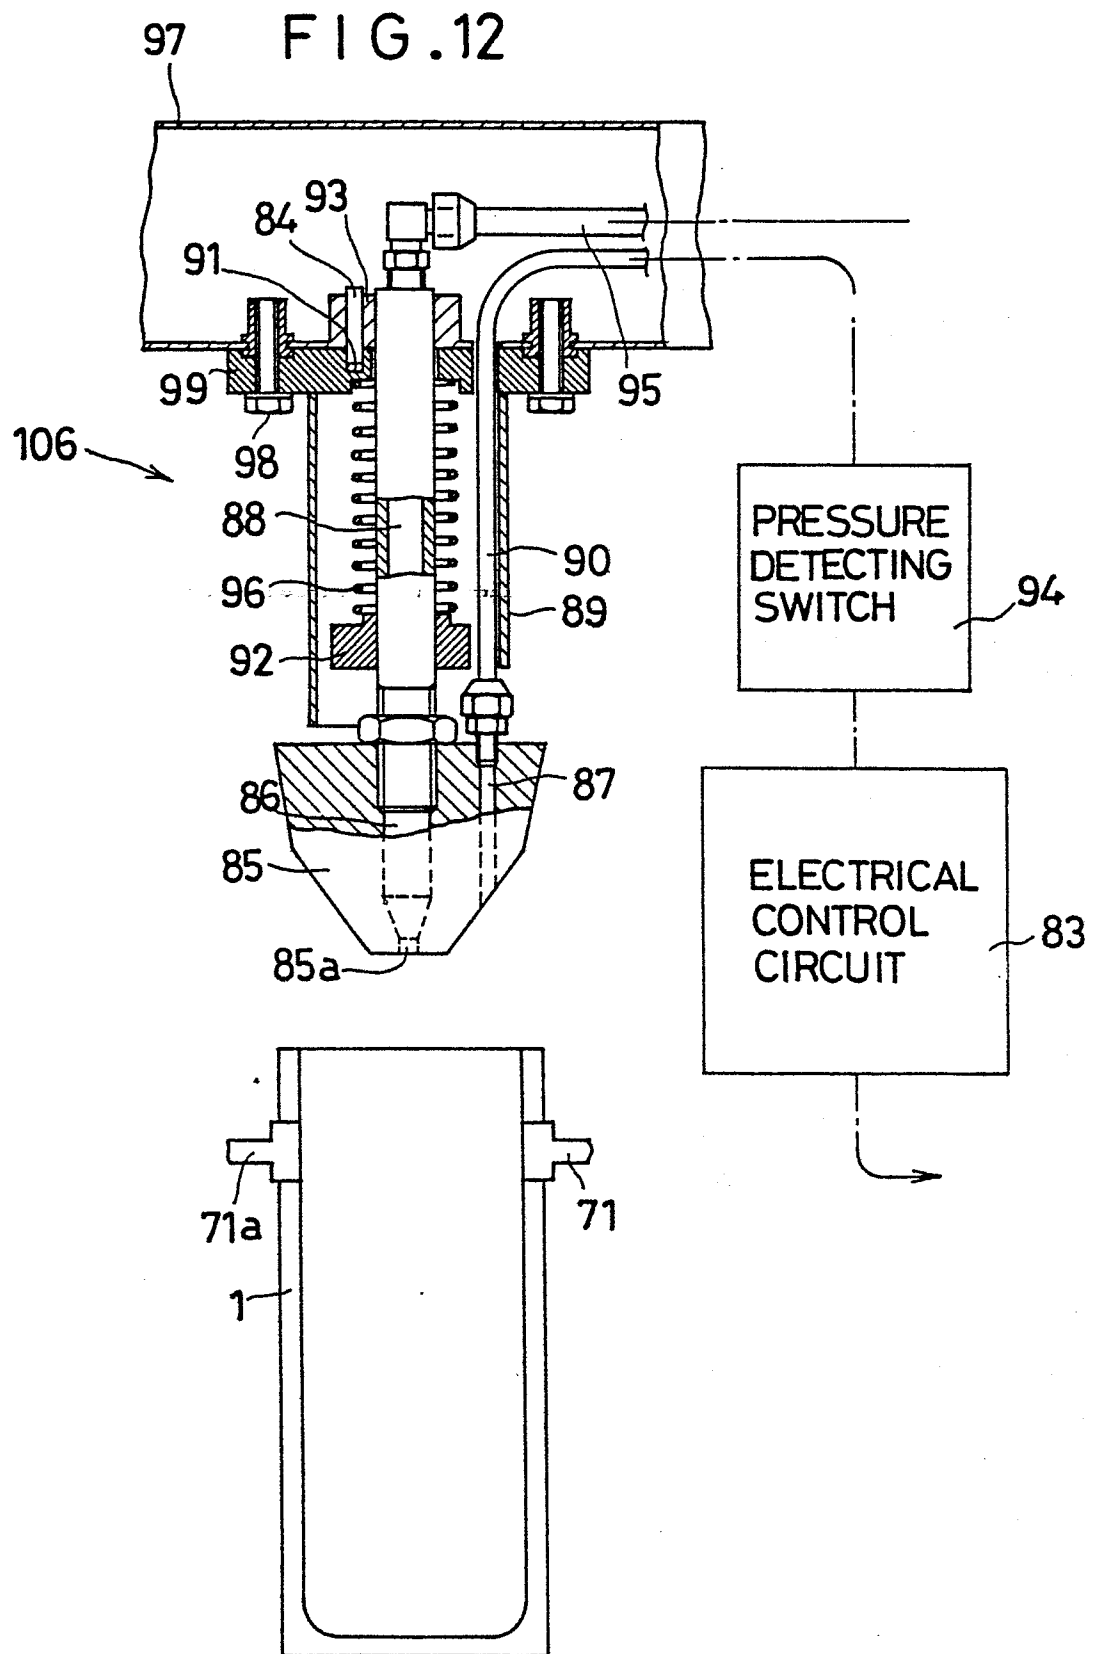 FIG.12
97
93
84
91
95
99
98
106
88
90
96
89
92
PRESSURE
DETECTING
SWITCH
94
86
87
85
85a
ELECTRICAL
CONTROL
CIRCUIT
83
71a
71
1